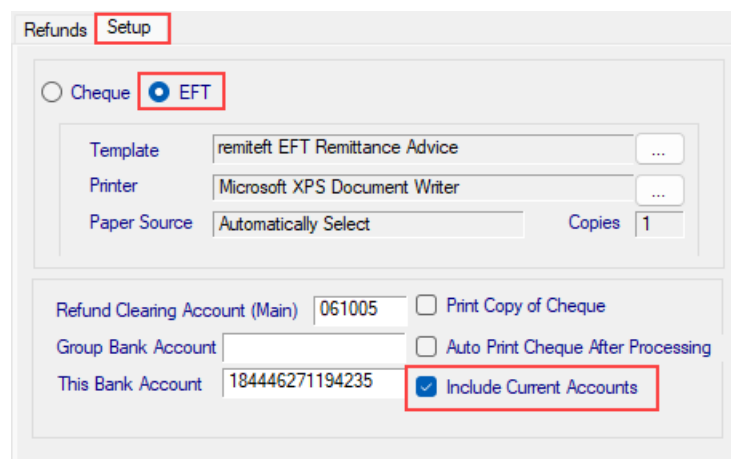 Refunds Setup
Cheque EFT
Template remiteft EFT Remittance Advice ...
Printer Microsoft XPS Document Writer ...
Paper Source Automatically Select Copies 1
Refund Clearing Account (Main) 061005 Print Copy of Cheque
Group Bank Account Auto Print Cheque After Processing
This Bank Account 184446271194235 Include Current Accounts